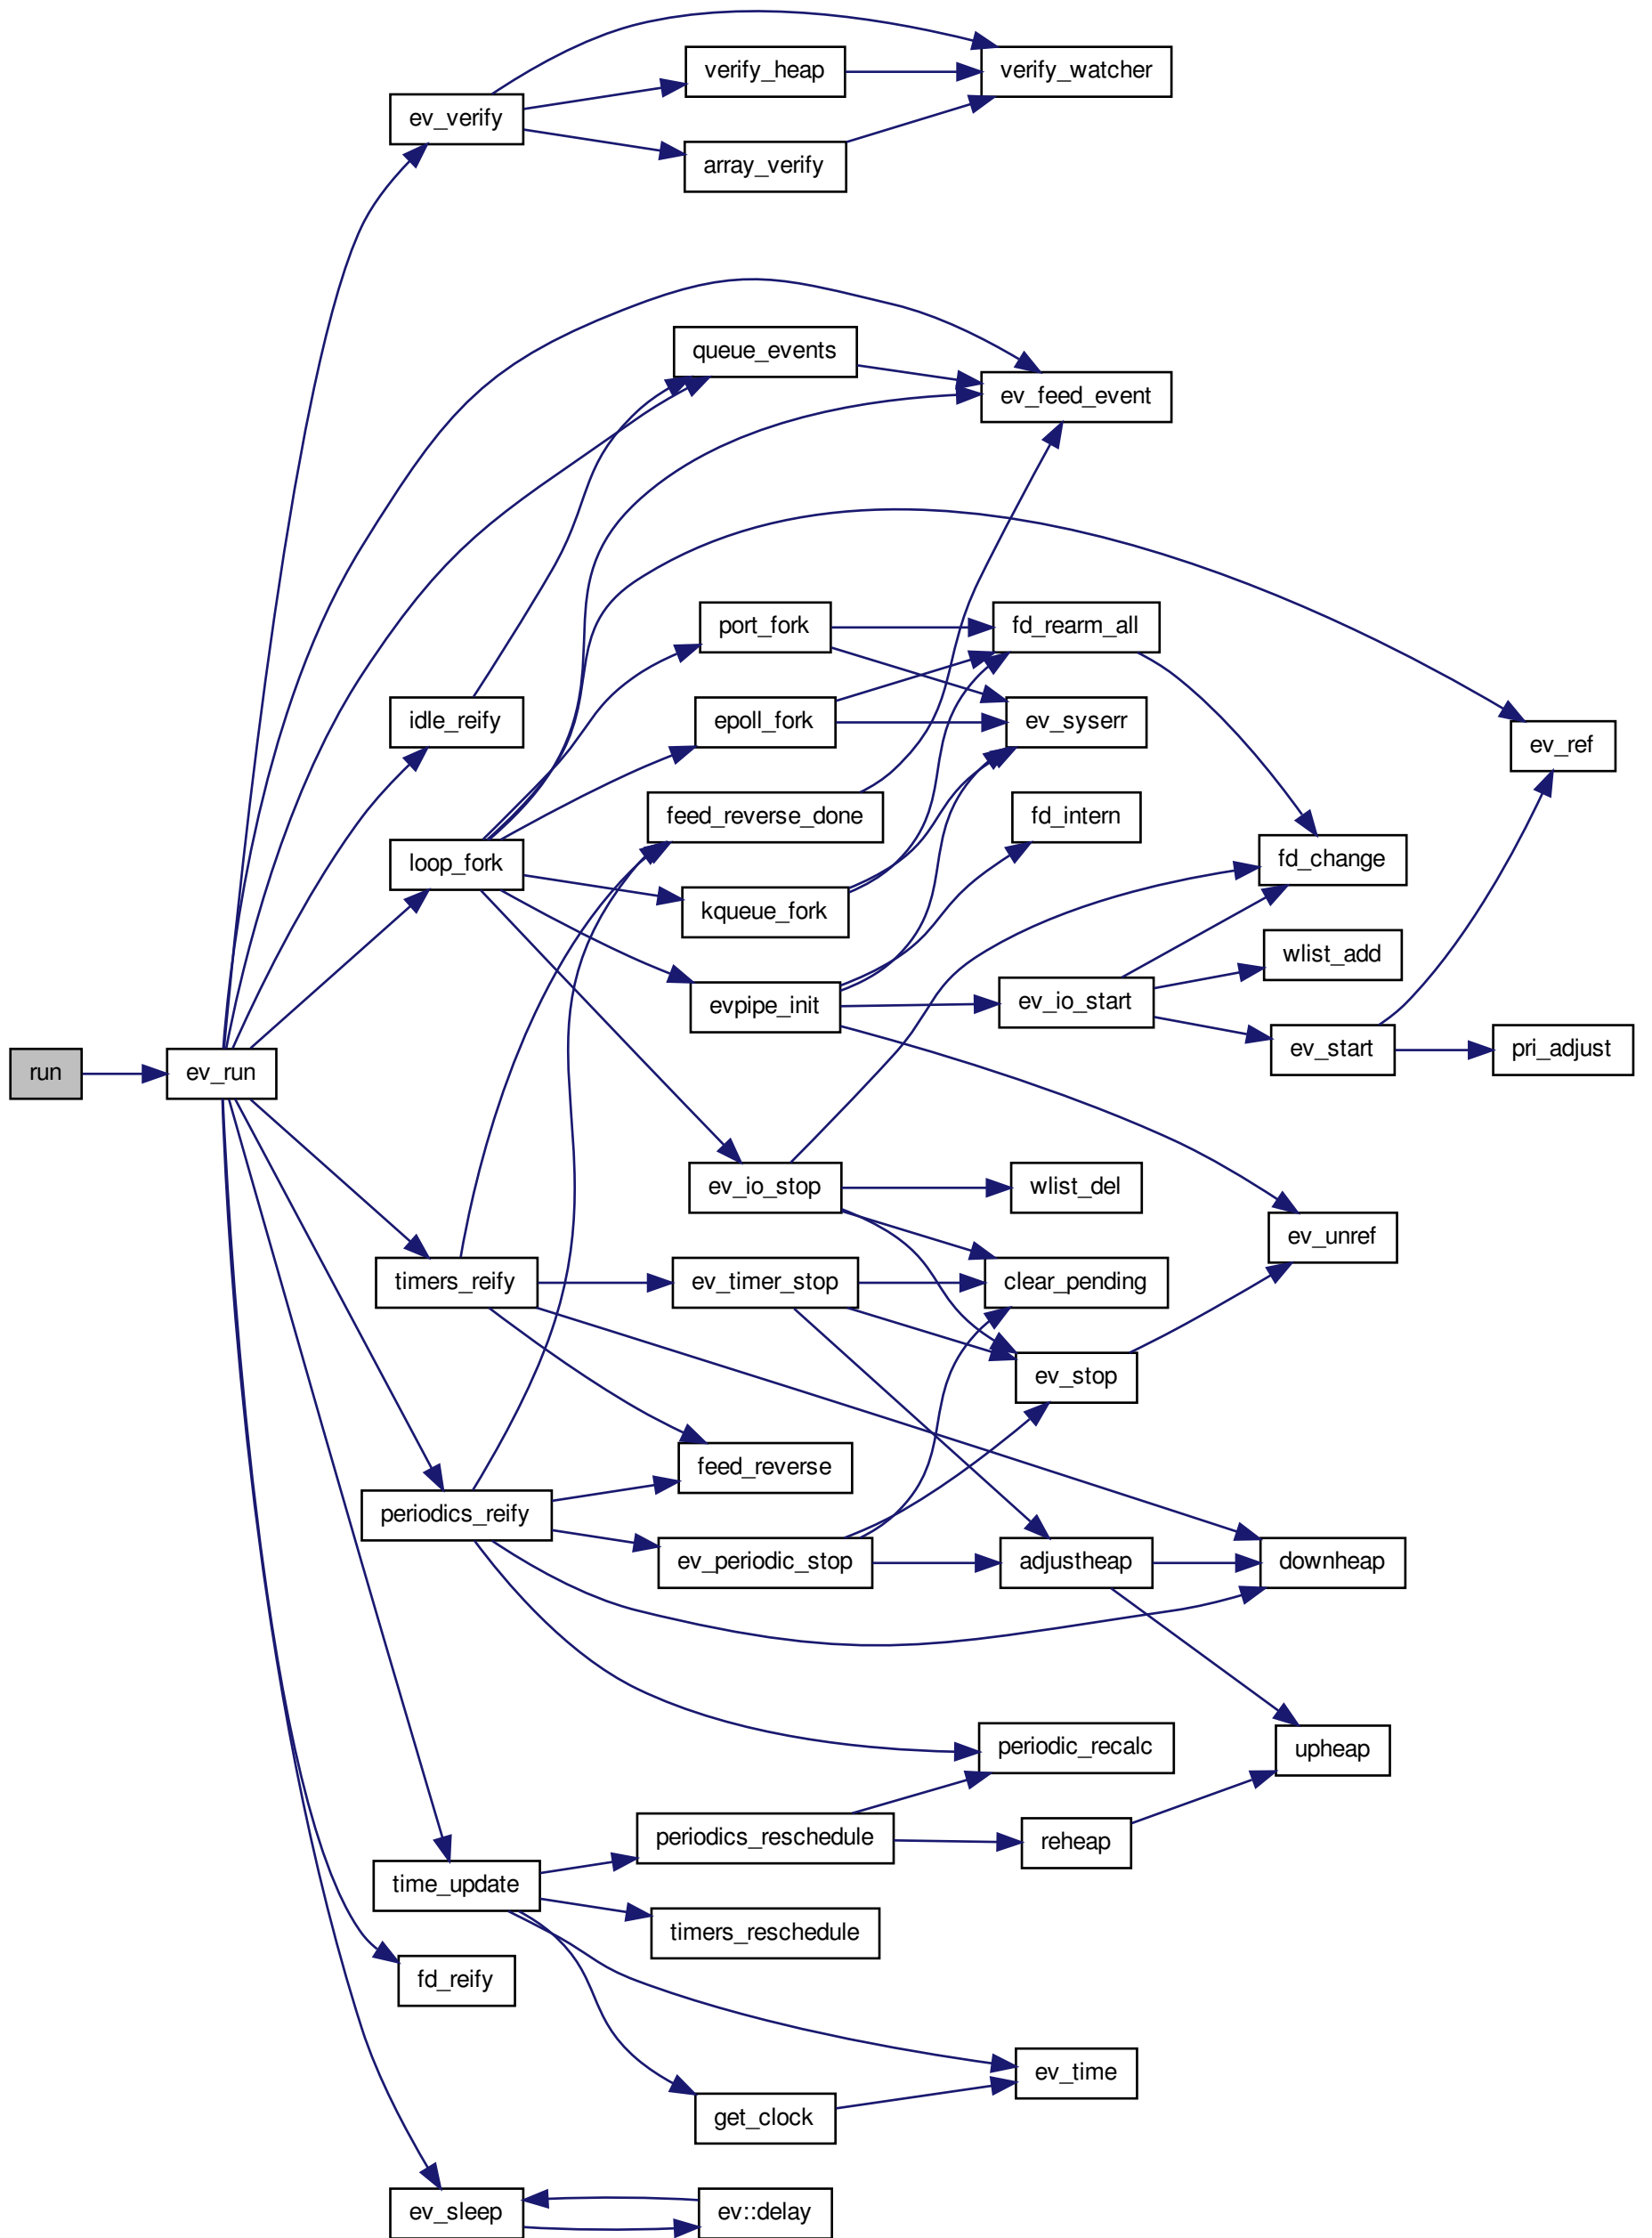 verify_heap
verify_watcher
ev_verify
array_verify
queue_events
ev_feed_event
port_fork
fd_rearm_all
idle_reify
epoll_fork
ev_syserr
ev_ref
feed_reverse_done
fd_intern
loop_fork
fd_change
kqueue_fork
wlist_add
evpipe_init
ev_io_start
ev_start
pri_adjust
run
ev_run
ev_io_stop
wlist_del
ev_unref
timers_reify
ev_timer_stop
clear_pending
ev_stop
feed_reverse
periodics_reify
ev_periodic_stop
adjustheap
downheap
periodic_recalc
upheap
periodics_reschedule
reheap
time_update
timers_reschedule
fd_reify
ev_time
get_clock
ev_sleep
ev::delay